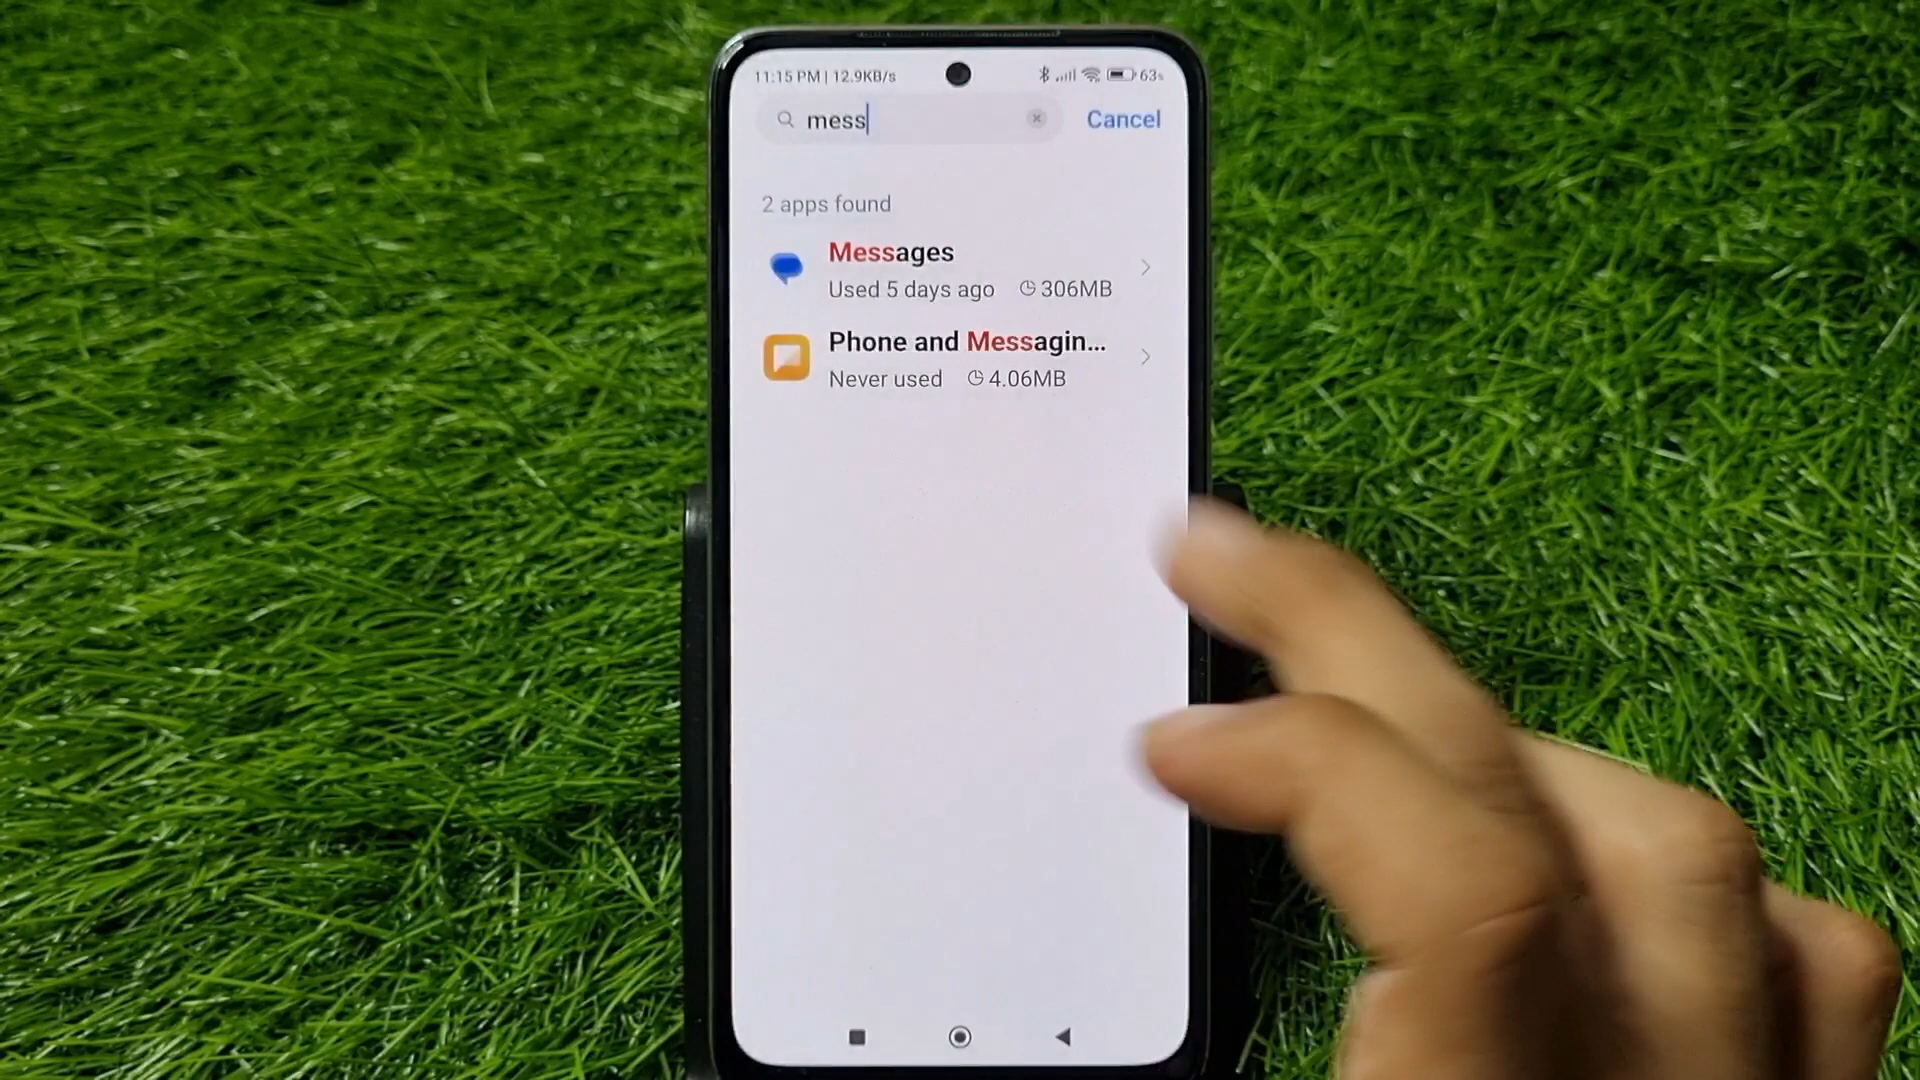 11:15 PM | 12.9KB/s 63
mess Cancel
2 apps found
Messages
Used 5 days ago 306MB
Phone and Messagin...
Never used 4.06MB